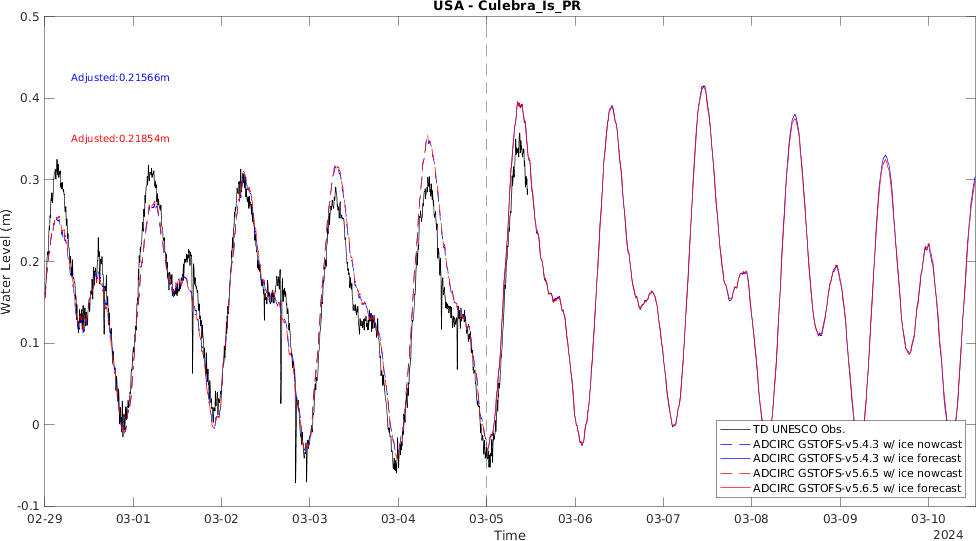 USA - Culebra_Is_PR
0.5
0.4
0.3
0.2
0.1
0
-0.1
Water Level (m)
Adjusted:0.21566m
Adjusted:0.21854m
TD UNESCO Obs.
ADCIRC GSTOFS-v5.4.3 w/ ice nowcast
ADCIRC GSTOFS-v5.4.3 w/ ice forecast
ADCIRC GSTOFS-v5.6.5 w/ ice nowcast
ADCIRC GSTOFS-v5.6.5 w/ ice forecast
02-29 03-01 03-02 03-03 03-04 03-05 03-06 03-07 03-08 03-09 03-10
Time
2024